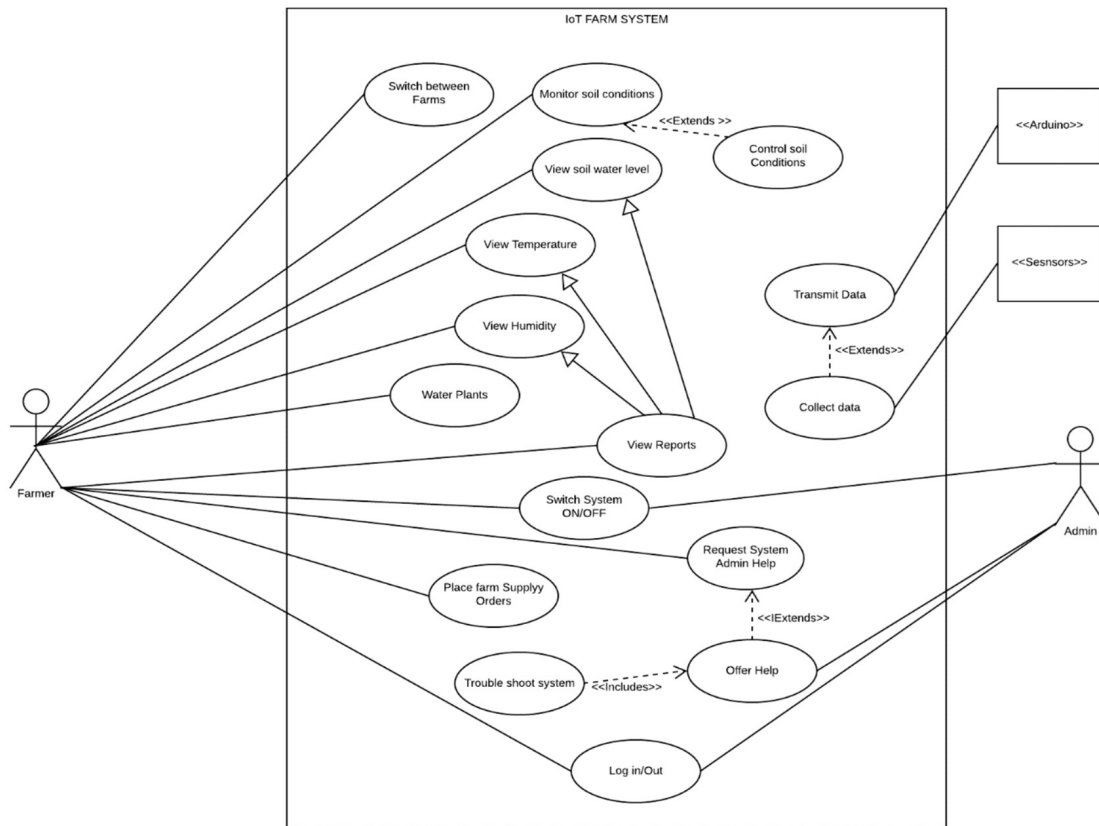 IoT FARM SYSTEM
Switch between
Farms
Monitor soil conditions
<<Extends >>
<<Arduino>>
Control soil
Conditions
View soil water level
View Temperature
<<Sesnsors>>
Transmit Data
View Humidity
<<Extends>>
Water Plants
Collect data
View Reports
Farmer
Switch System
ON/OFF
Admin
Request System
Admin Help
Place farm Supplyy
Orders
<<IExtends>>
Trouble shoot system
<<Includes>>
Offer Help
Log in/Out